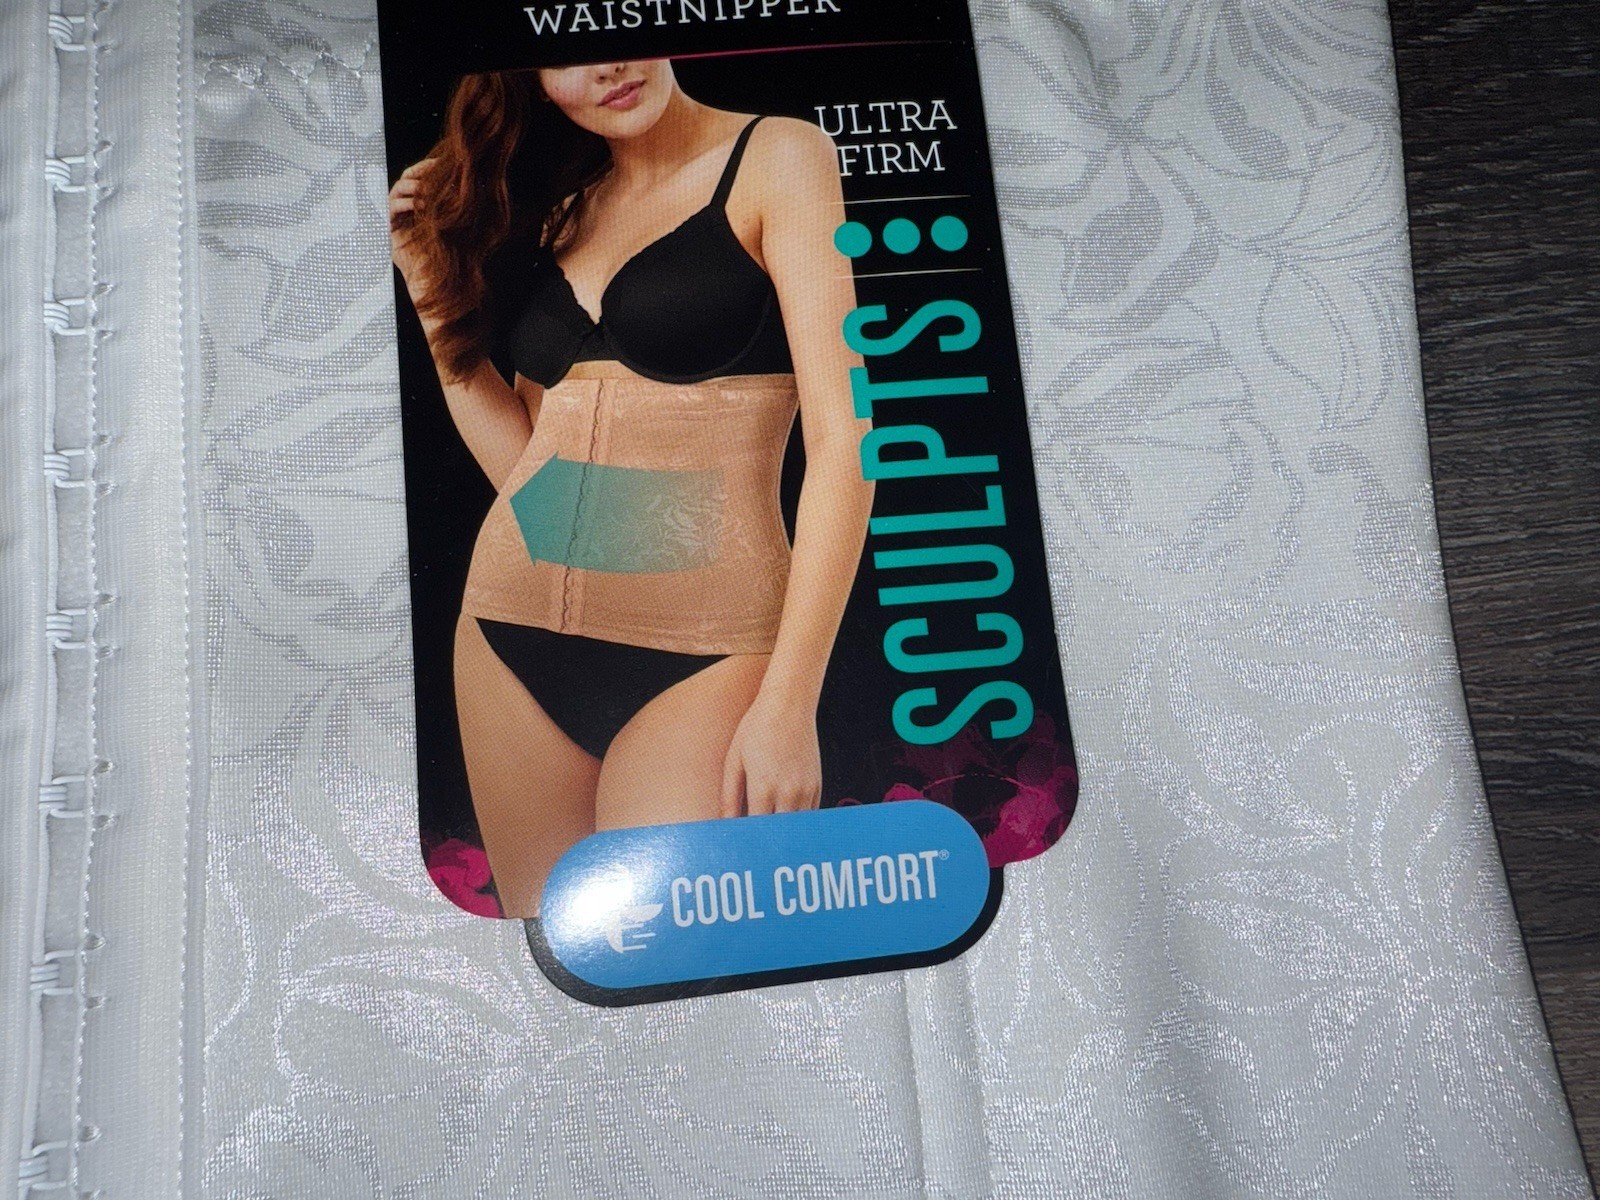 WAISTNIPPER
ULTRA
FIRM
SCULPTS
COOL COMFORT®